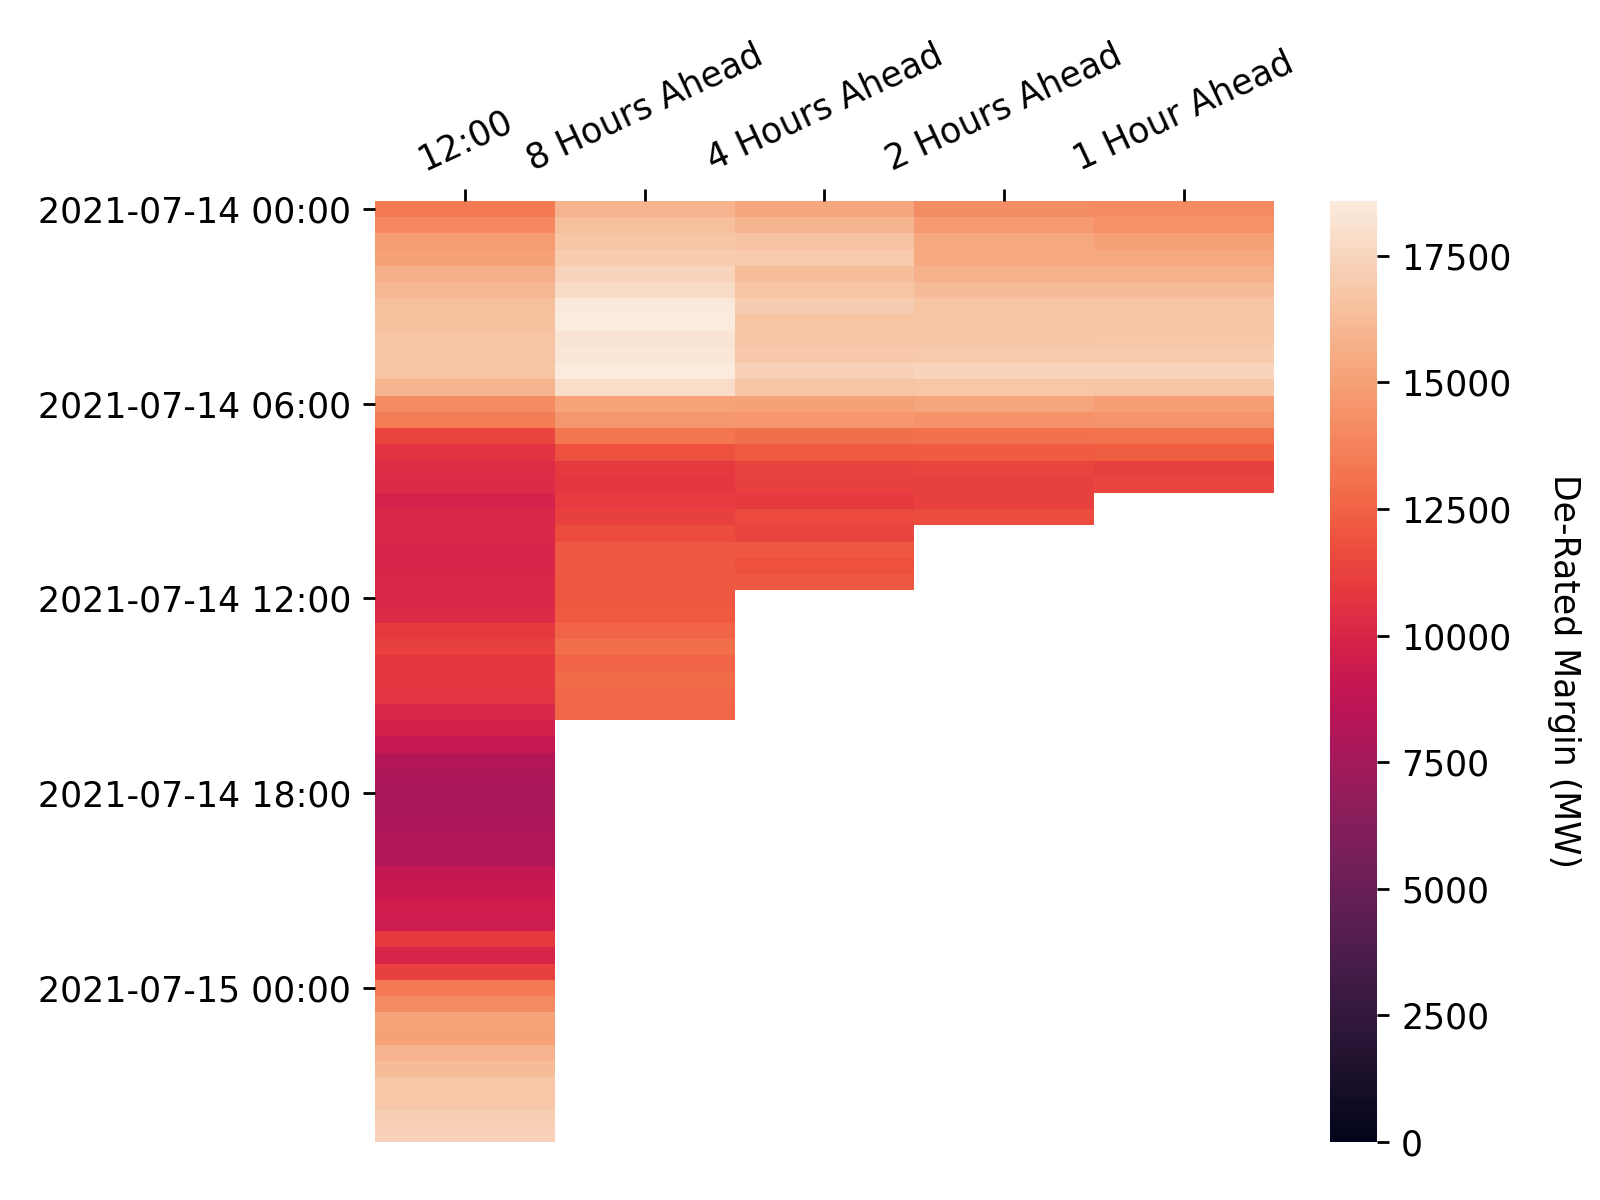 12:00
8 Hours Ahead
4 Hours Ahead
2 Hours Ahead
1 Hour Ahead
2021-07-14 00:00
2021-07-14 06:00
2021-07-14 12:00
2021-07-14 18:00
2021-07-15 00:00
17500
15000
12500
10000
7500
5000
2500
0
De-Rated Margin (MW)